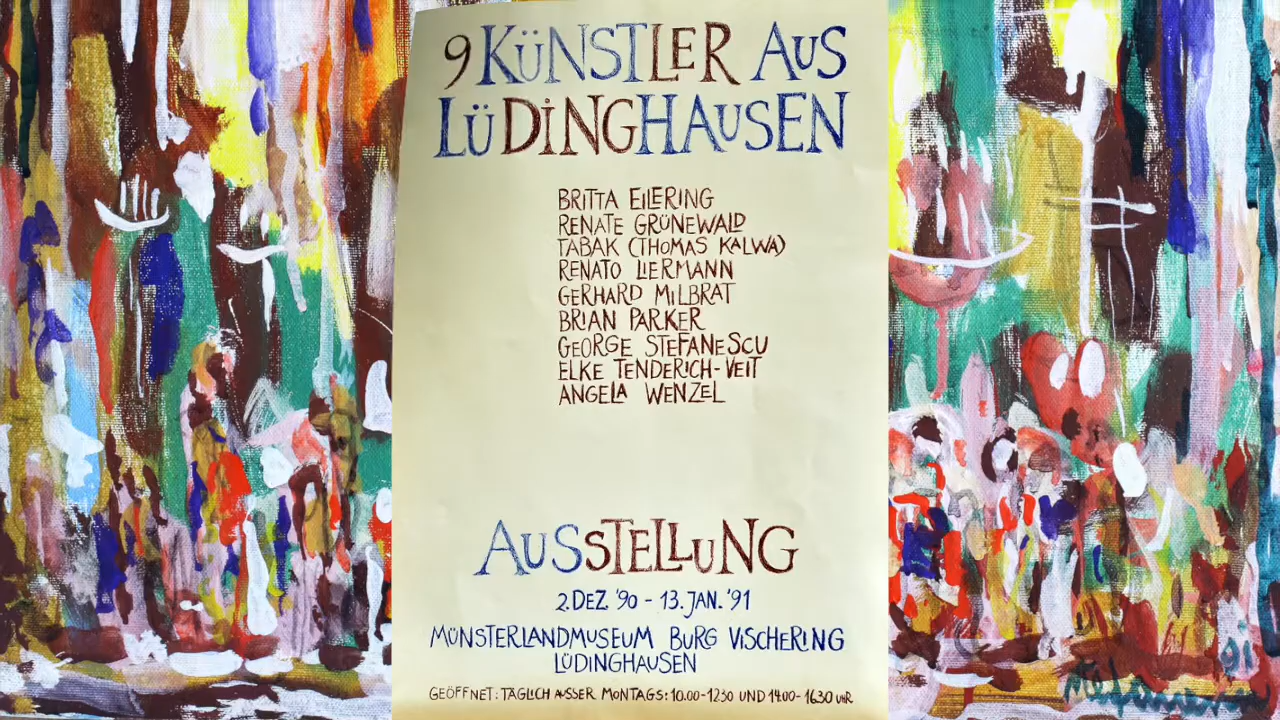 9 KÜNSTLER AUS
LÜDINGHAUSEN
BRITTA EILERING
RENATE GRÜNEWALD
TABAK (THOMAS KALWA)
RENATO LIERMANN
GERHARD MILBRAT
BRIAN PARKER
GEORGE STEFANESCU
ELKE TENDERICH-VEIT
ANGELA WENZEL
AUSSTELLUNG
2. DEZ. '90 - 13. JAN. '91
MÜNSTERLANDMUSEUM BURG VISCHERING
LÜDINGHAUSEN
GEÖFFNET: TÄGLICH AUSSER MONTAGS: 10.00-12.30 UND 14.00-16.30 UHR
91